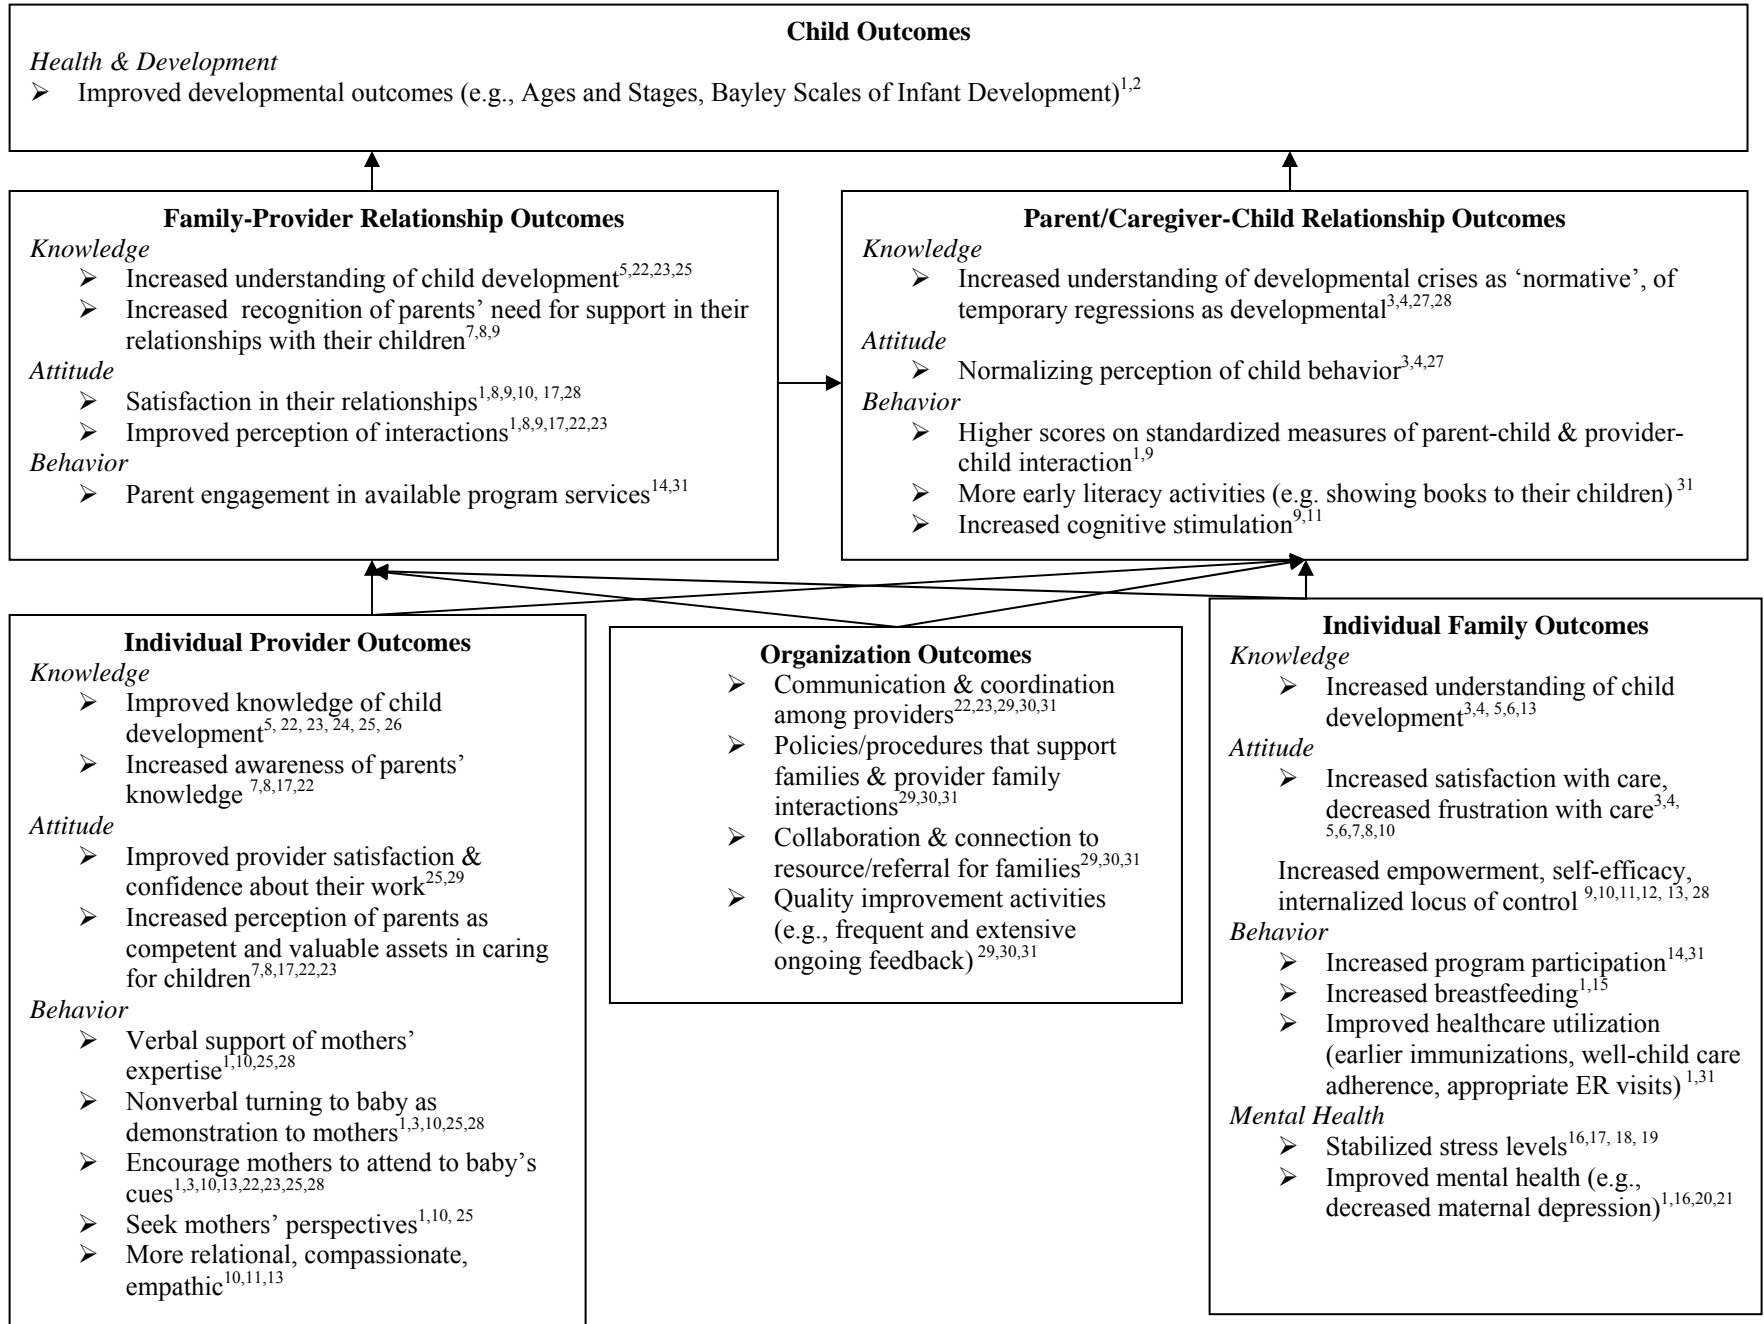 Child Outcomes
Health & Development
➢ Improved developmental outcomes (e.g., Ages and Stages, Bayley Scales of Infant Development)1,2
Family-Provider Relationship Outcomes
Knowledge
➢ Increased understanding of child development5,22,23,25
➢ Increased recognition of parents’ need for support in their
relationships with their children7,8,9
Attitude
➢ Satisfaction in their relationships1,8,9,10, 17,28
➢ Improved perception of interactions1,8,9,17,22,23
Behavior
➢ Parent engagement in available program services14,31
Parent/Caregiver-Child Relationship Outcomes
Knowledge
➢ Increased understanding of developmental crises as ‘normative’, of
temporary regressions as developmental3,4,27,28
Attitude
➢ Normalizing perception of child behavior3,4,27
Behavior
➢ Higher scores on standardized measures of parent-child & provider-
child interaction1,9
➢ More early literacy activities (e.g. showing books to their children) 31
➢ Increased cognitive stimulation9,11
Individual Provider Outcomes
Knowledge
➢ Improved knowledge of child
development5, 22, 23, 24, 25, 26
➢ Increased awareness of parents’
knowledge 7,8,17,22
Attitude
➢ Improved provider satisfaction &
confidence about their work25,29
➢ Increased perception of parents as
competent and valuable assets in caring
for children7,8,17,22,23
Behavior
➢ Verbal support of mothers’
expertise1,10,25,28
➢ Nonverbal turning to baby as
demonstration to mothers1,3,10,25,28
➢ Encourage mothers to attend to baby’s
cues1,3,10,13,22,23,25,28
➢ Seek mothers’ perspectives1,10, 25
➢ More relational, compassionate,
empathic10,11,13
Organization Outcomes
➢ Communication & coordination
among providers22,23,29,30,31
➢ Policies/procedures that support
families & provider family
interactions29,30,31
➢ Collaboration & connection to
resource/referral for families29,30,31
➢ Quality improvement activities
(e.g., frequent and extensive
ongoing feedback) 29,30,31
Individual Family Outcomes
Knowledge
➢ Increased understanding of child
development3,4, 5,6,13
Attitude
➢ Increased satisfaction with care,
decreased frustration with care3,4,
5,6,7,8,10
Increased empowerment, self-efficacy,
internalized locus of control 9,10,11,12, 13, 28
Behavior
➢ Increased program participation14,31
➢ Increased breastfeeding1,15
➢ Improved healthcare utilization
(earlier immunizations, well-child care
adherence, appropriate ER visits) 1,31
Mental Health
➢ Stabilized stress levels16,17, 18, 19
➢ Improved mental health (e.g.,
decreased maternal depression)1,16,20,21